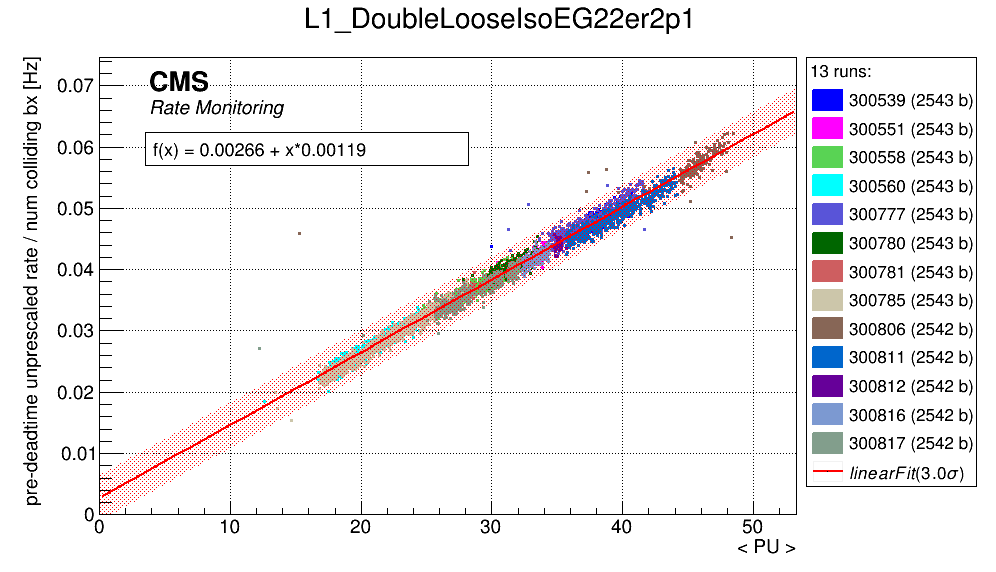 L1_DoubleLooseIsoEG22er2p1
pre-deadtime unprescaled rate / num colliding bx [Hz]
0.07
0.06
0.05
0.04
0.03
0.02
0.01
0
CMS
Rate Monitoring
f(x) = 0.00266 + x*0.00119
0 10 20 30 40 50
< PU >
13 runs:
300539 (2543 b)
300551 (2543 b)
300558 (2543 b)
300560 (2543 b)
300777 (2543 b)
300780 (2543 b)
300781 (2543 b)
300785 (2543 b)
300806 (2542 b)
300811 (2542 b)
300812 (2542 b)
300816 (2542 b)
300817 (2542 b)
linearFit(3.0σ)